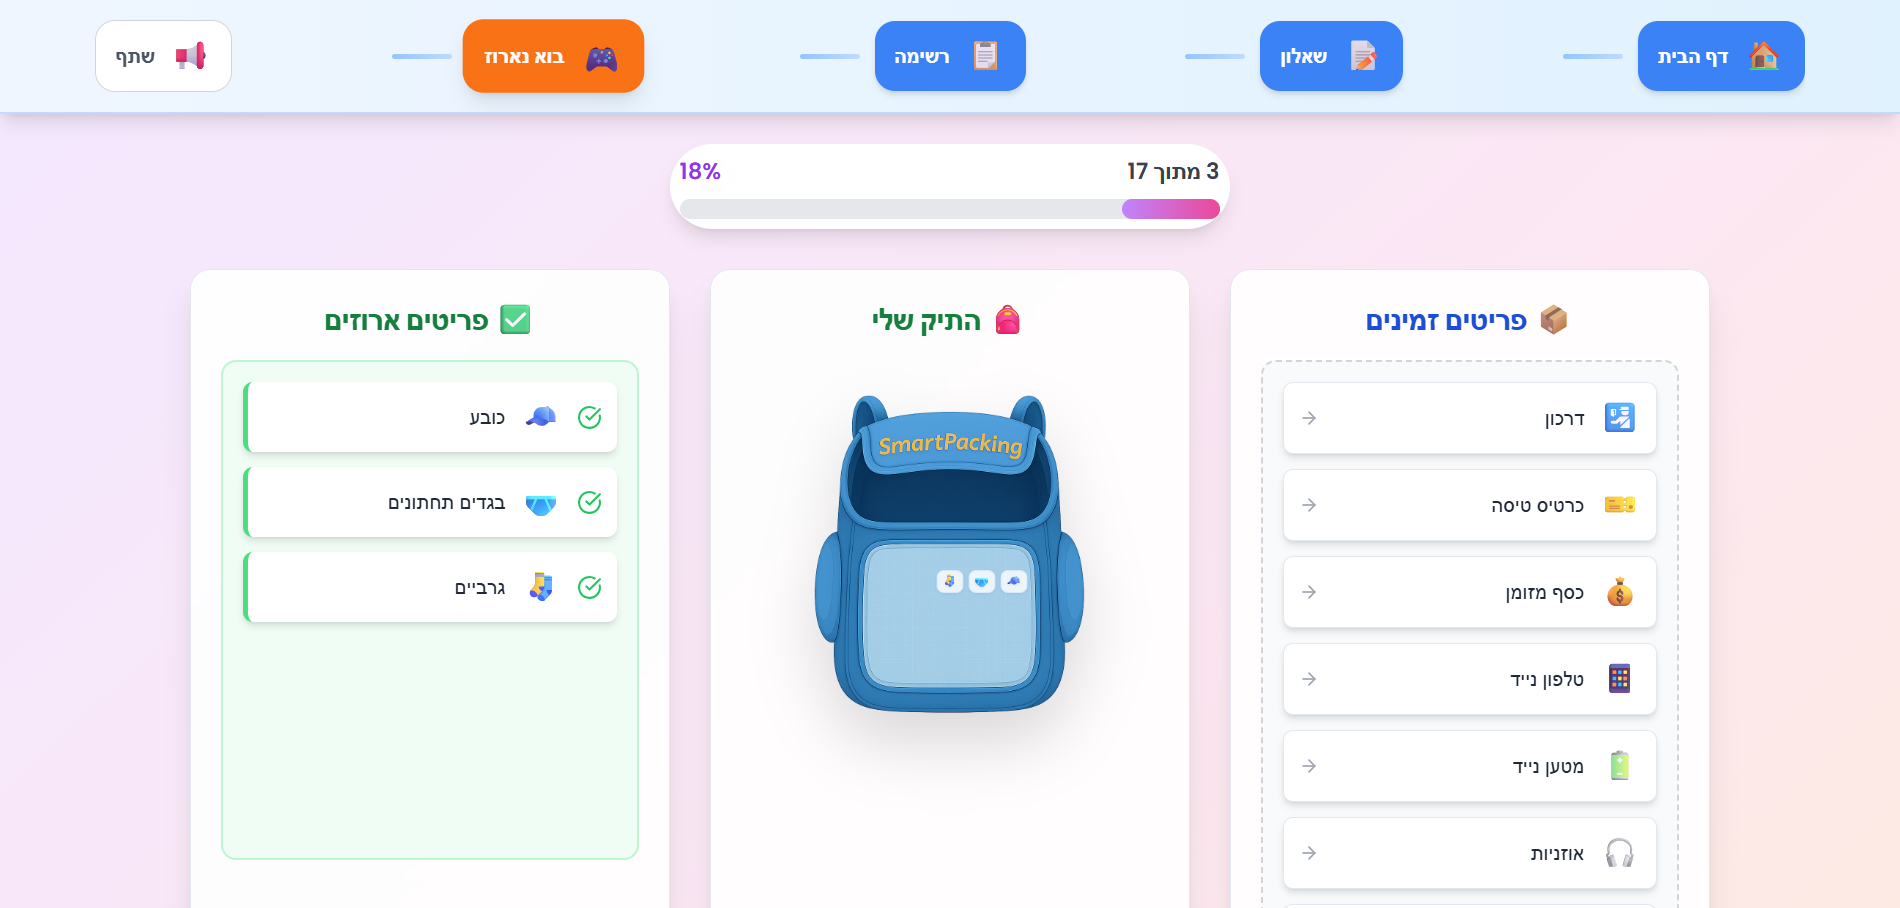 דף הבית
שאלון
רשימה
בוא נארוז
שתף
3 מתוך 17
18%
פריטים זמינים
דרכון
כרטיס טיסה
כסף מזומן
טלפון נייד
מטען נייד
אוזניות
התיק שלי
SmartPacking
פריטים ארוזים
כובע
בגדים תחתונים
גרביים